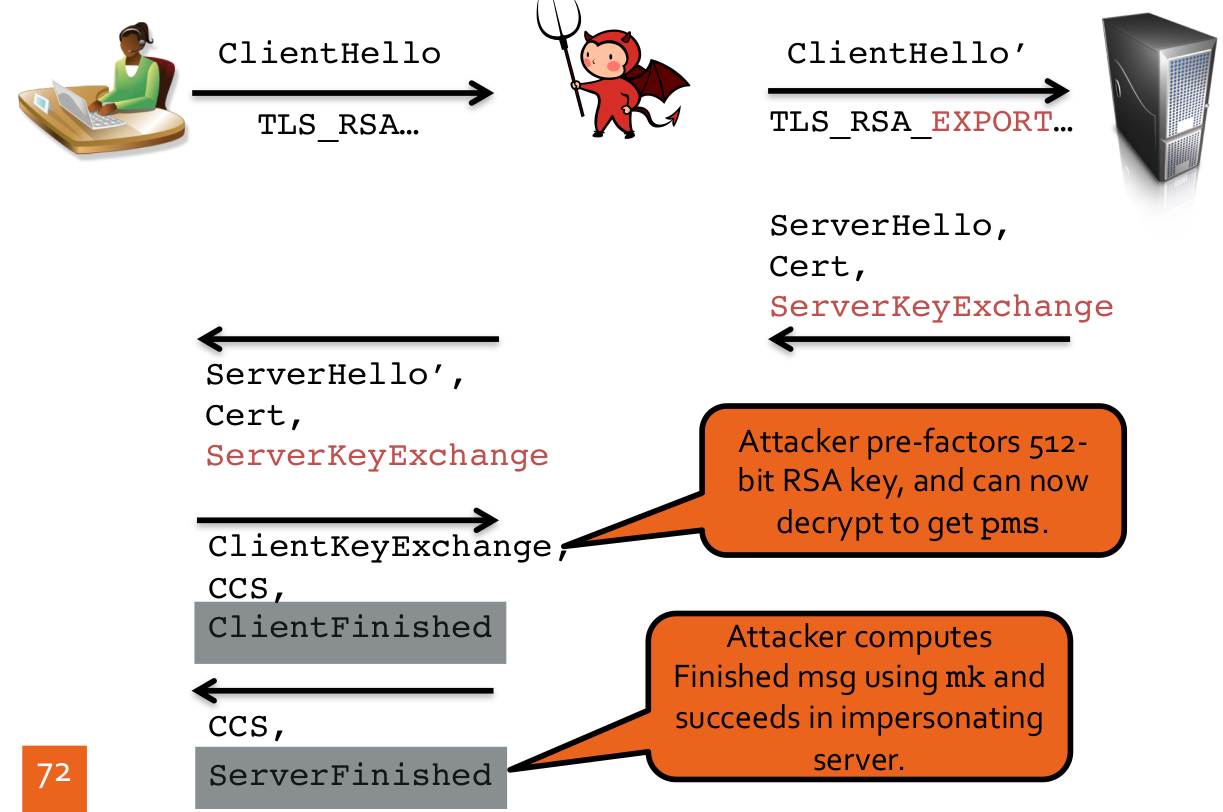 ClientHello
TLS_RSA…
ClientHello’
TLS_RSA_EXPORT…
ServerHello,
Cert,
ServerKeyExchange
ServerHello’,
Cert,
ServerKeyExchange
Attacker pre-factors 512-
bit RSA key, and can now
decrypt to get pms.
ClientKeyExchange,
CCS,
ClientFinished
Attacker computes
Finished msg using mk and
succeeds in impersonating
server.
CCS,
ServerFinished
72